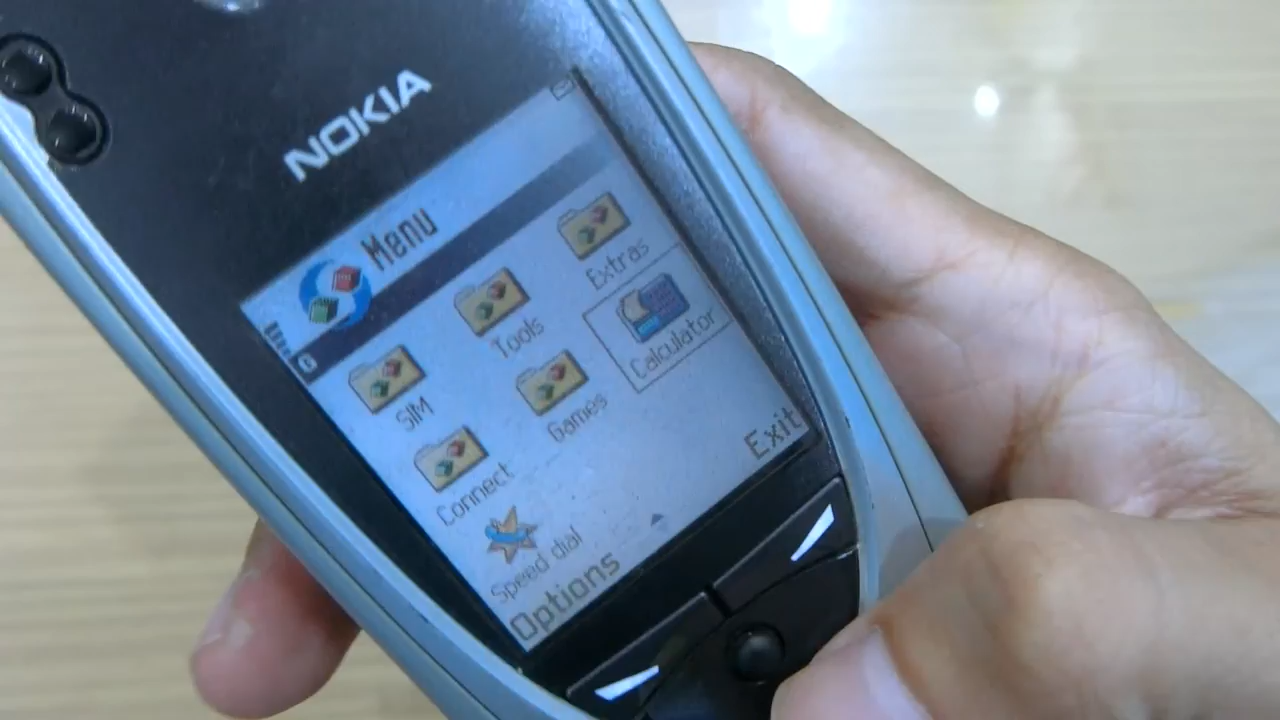 NOKIA
Menu
G
SIM
Tools
Extras
Connect
Games
Calculator
Speed dial
Options
Exit